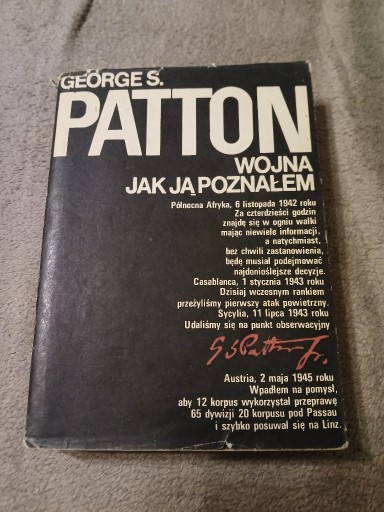 GEORGE S.
PATTON
WOJNA
JAK JĄ POZNAŁEM
Północna Afryka, 6 listopada 1942 roku
Za czterdzieści godzin
znajdę się w ogniu walki
mając niewiele informacji,
a natychmiast,
bez chwili zastanowienia,
będę musiał podejmować
najdonioślejsze decyzje.
Casablanca, 1 stycznia 1943 roku
Dzisiaj wczesnym rankiem
przeżyliśmy pierwszy atak powietrzny.
Sycylia, 11 lipca 1943 roku
Udaliśmy się na punkt obserwacyjny
G S Patton Jr.
Austria, 2 maja 1945 roku
Wpadłem na pomysł,
aby 12 korpus wykorzystał przeprawę
65 dywizji 20 korpusu pod Passau
i szybko posuwał się na Linz.